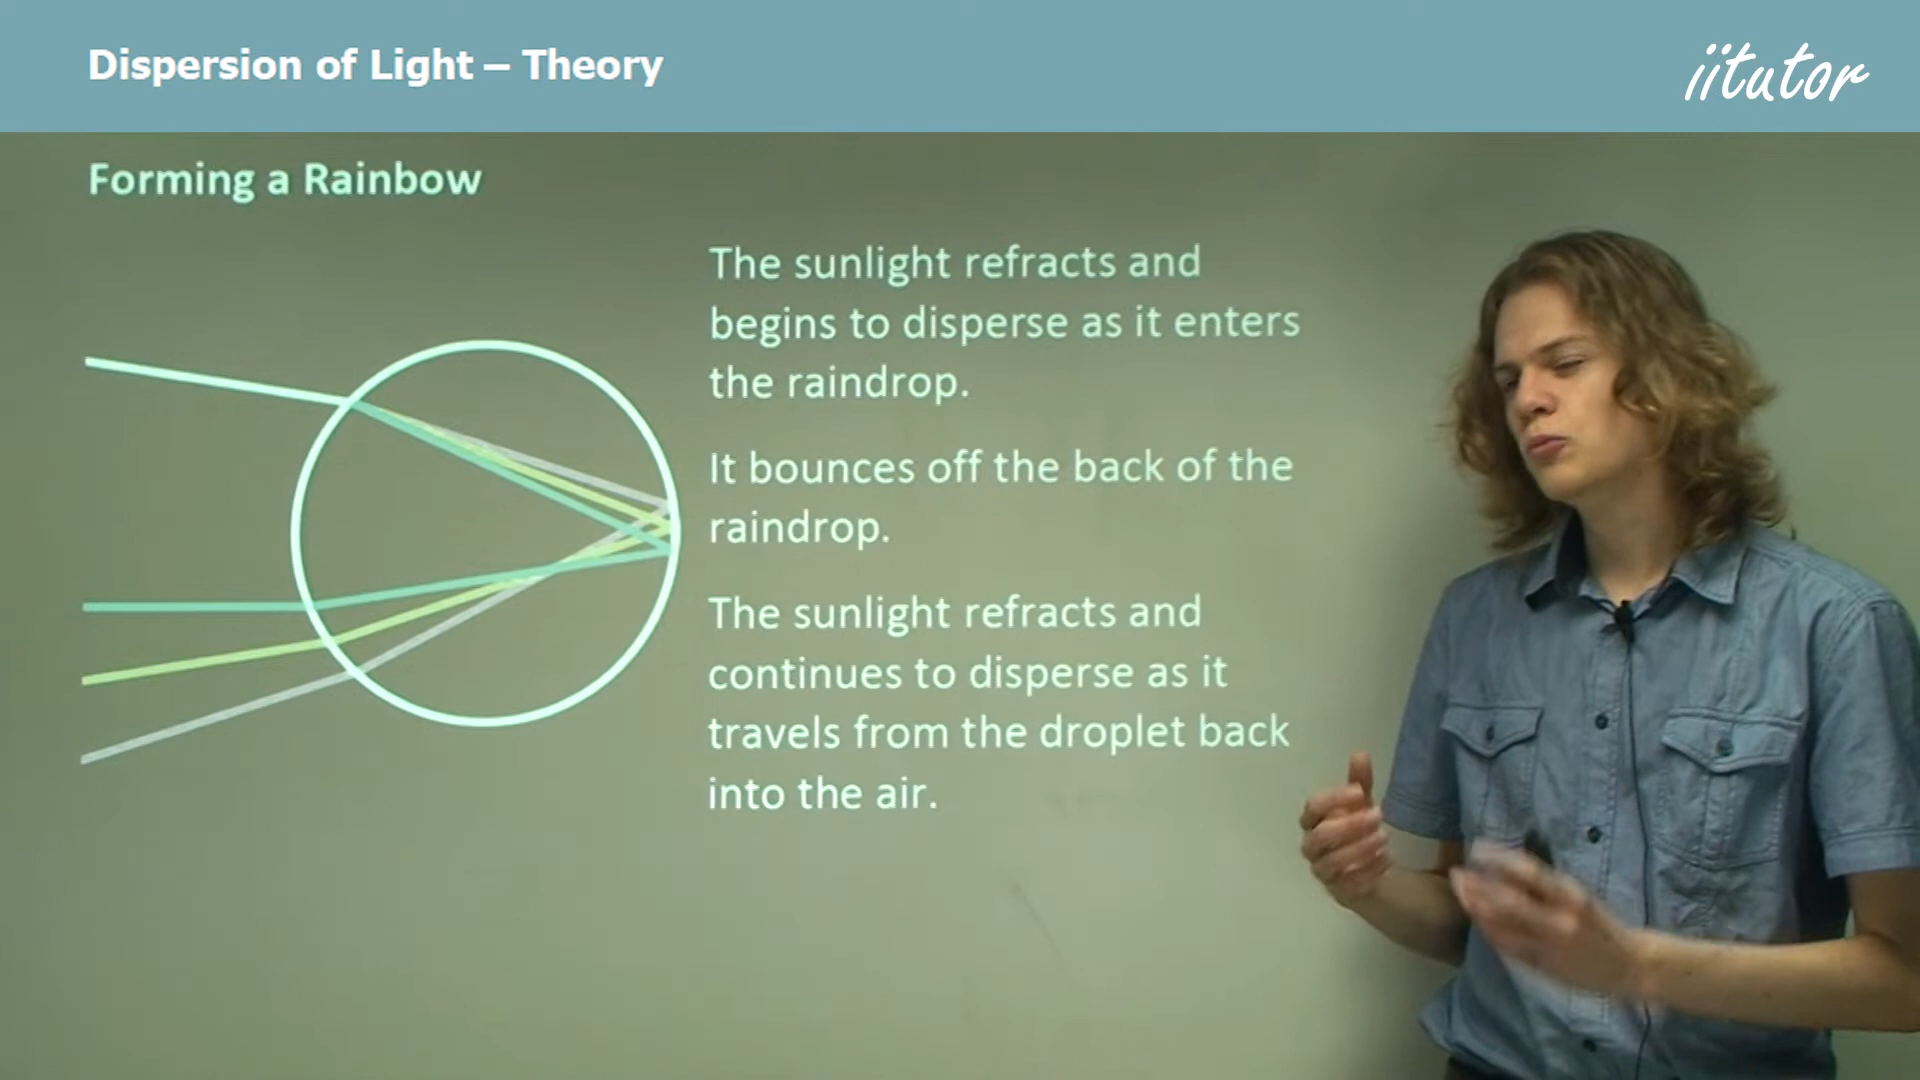 Dispersion of Light – Theory
iitutor
Forming a Rainbow
The sunlight refracts and
begins to disperse as it enters
the raindrop.
It bounces off the back of the
raindrop.
The sunlight refracts and
continues to disperse as it
travels from the droplet back
into the air.